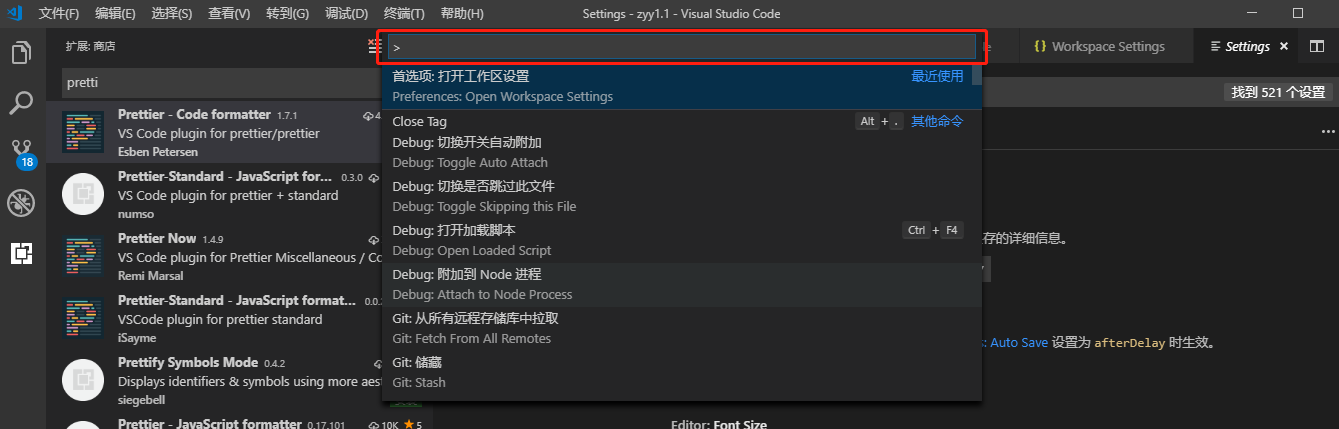 文件(F) 编辑(E) 选择(S) 查看(V) 转到(G) 调试(D) 终端(T) 帮助(H) Settings - zyy1.1 - Visual Studio Code
扩展: 商店
>
Workspace Settings
Settings
pretti
找到 521 个设置
首选项: 打开工作区设置 最近使用
Preferences: Open Workspace Settings
Close Tag Alt + . 其他命令
Debug: 切换开关自动附加
Debug: Toggle Auto Attach
Debug: 切换是否跳过此文件
Debug: Toggle Skipping this File
Debug: 打开加载脚本 Ctrl + F4
Debug: Open Loaded Script
Debug: 附加到 Node 进程
Debug: Attach to Node Process
Git: 从所有远程存储库中拉取
Git: Fetch From All Remotes
Git: 储藏
Git: Stash
Prettier - Code formatter 1.7.1 4
VS Code plugin for prettier/prettier
Esben Petersen
Prettier-Standard - JavaScript for... 0.3.0
VS Code plugin for prettier + standard
numso
Prettier Now 1.4.9
VS Code plugin for Prettier Miscellaneous / Co
Remi Marsal
Prettier-Standard - JavaScript format... 0.0.
VSCode plugin for prettier standard
iSayme
Prettify Symbols Mode 0.4.2
Displays identifiers & symbols using more aest
siegebell
Prettier - JavaScript formatter 0.17.101 10K ★ 5
18
存的详细信息。
s: Auto Save 设置为 afterDelay 时生效。
Editor: Font Size